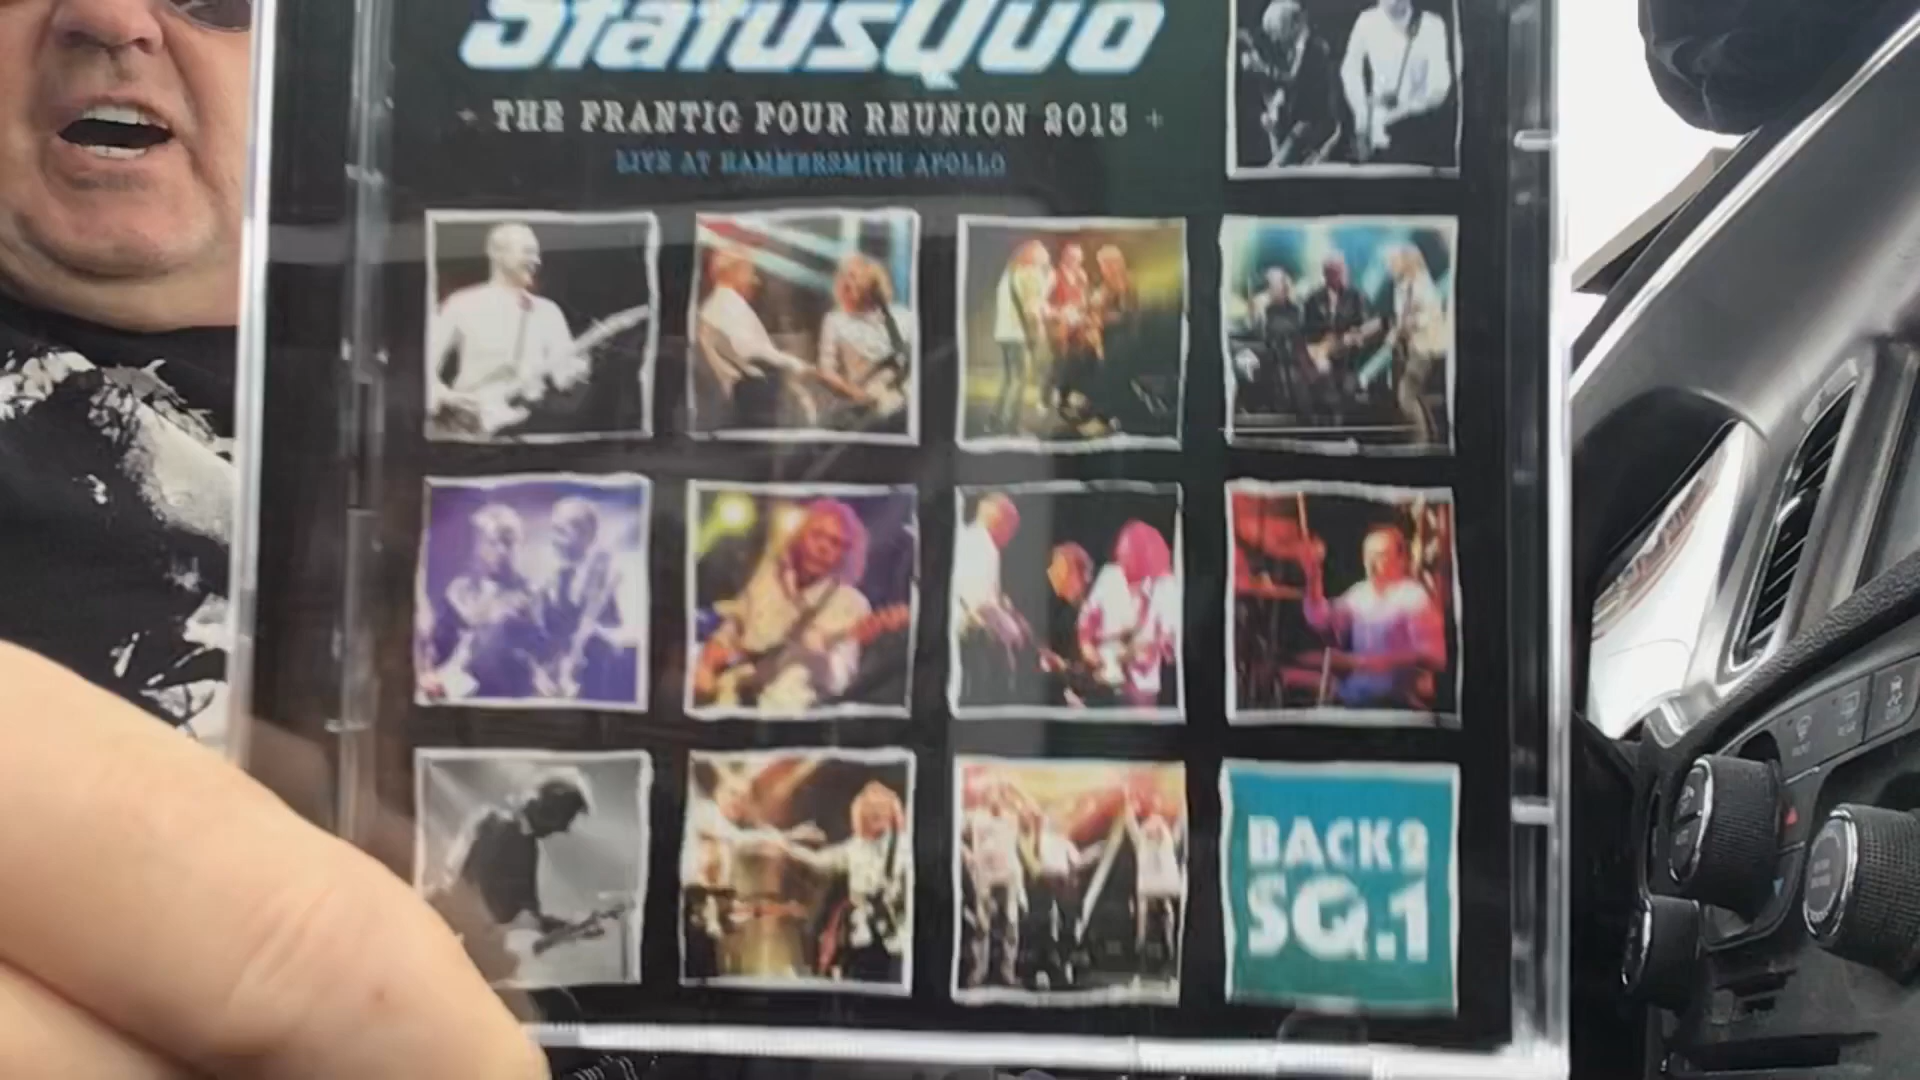 StatusQuo
THE FRANTIC FOUR REUNION 2013
LIVE AT HAMMERSMITH APOLLO
BACK2
SQ.1